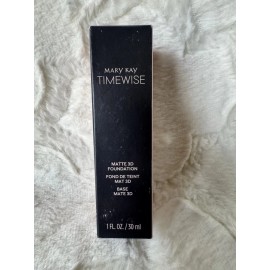 MARY KAY
TIMEWISE
MATTE 3D
FOUNDATION
FOND DE TEINT
MAT 3D
BASE
MATE 3D
1 FL. OZ. / 30 ml